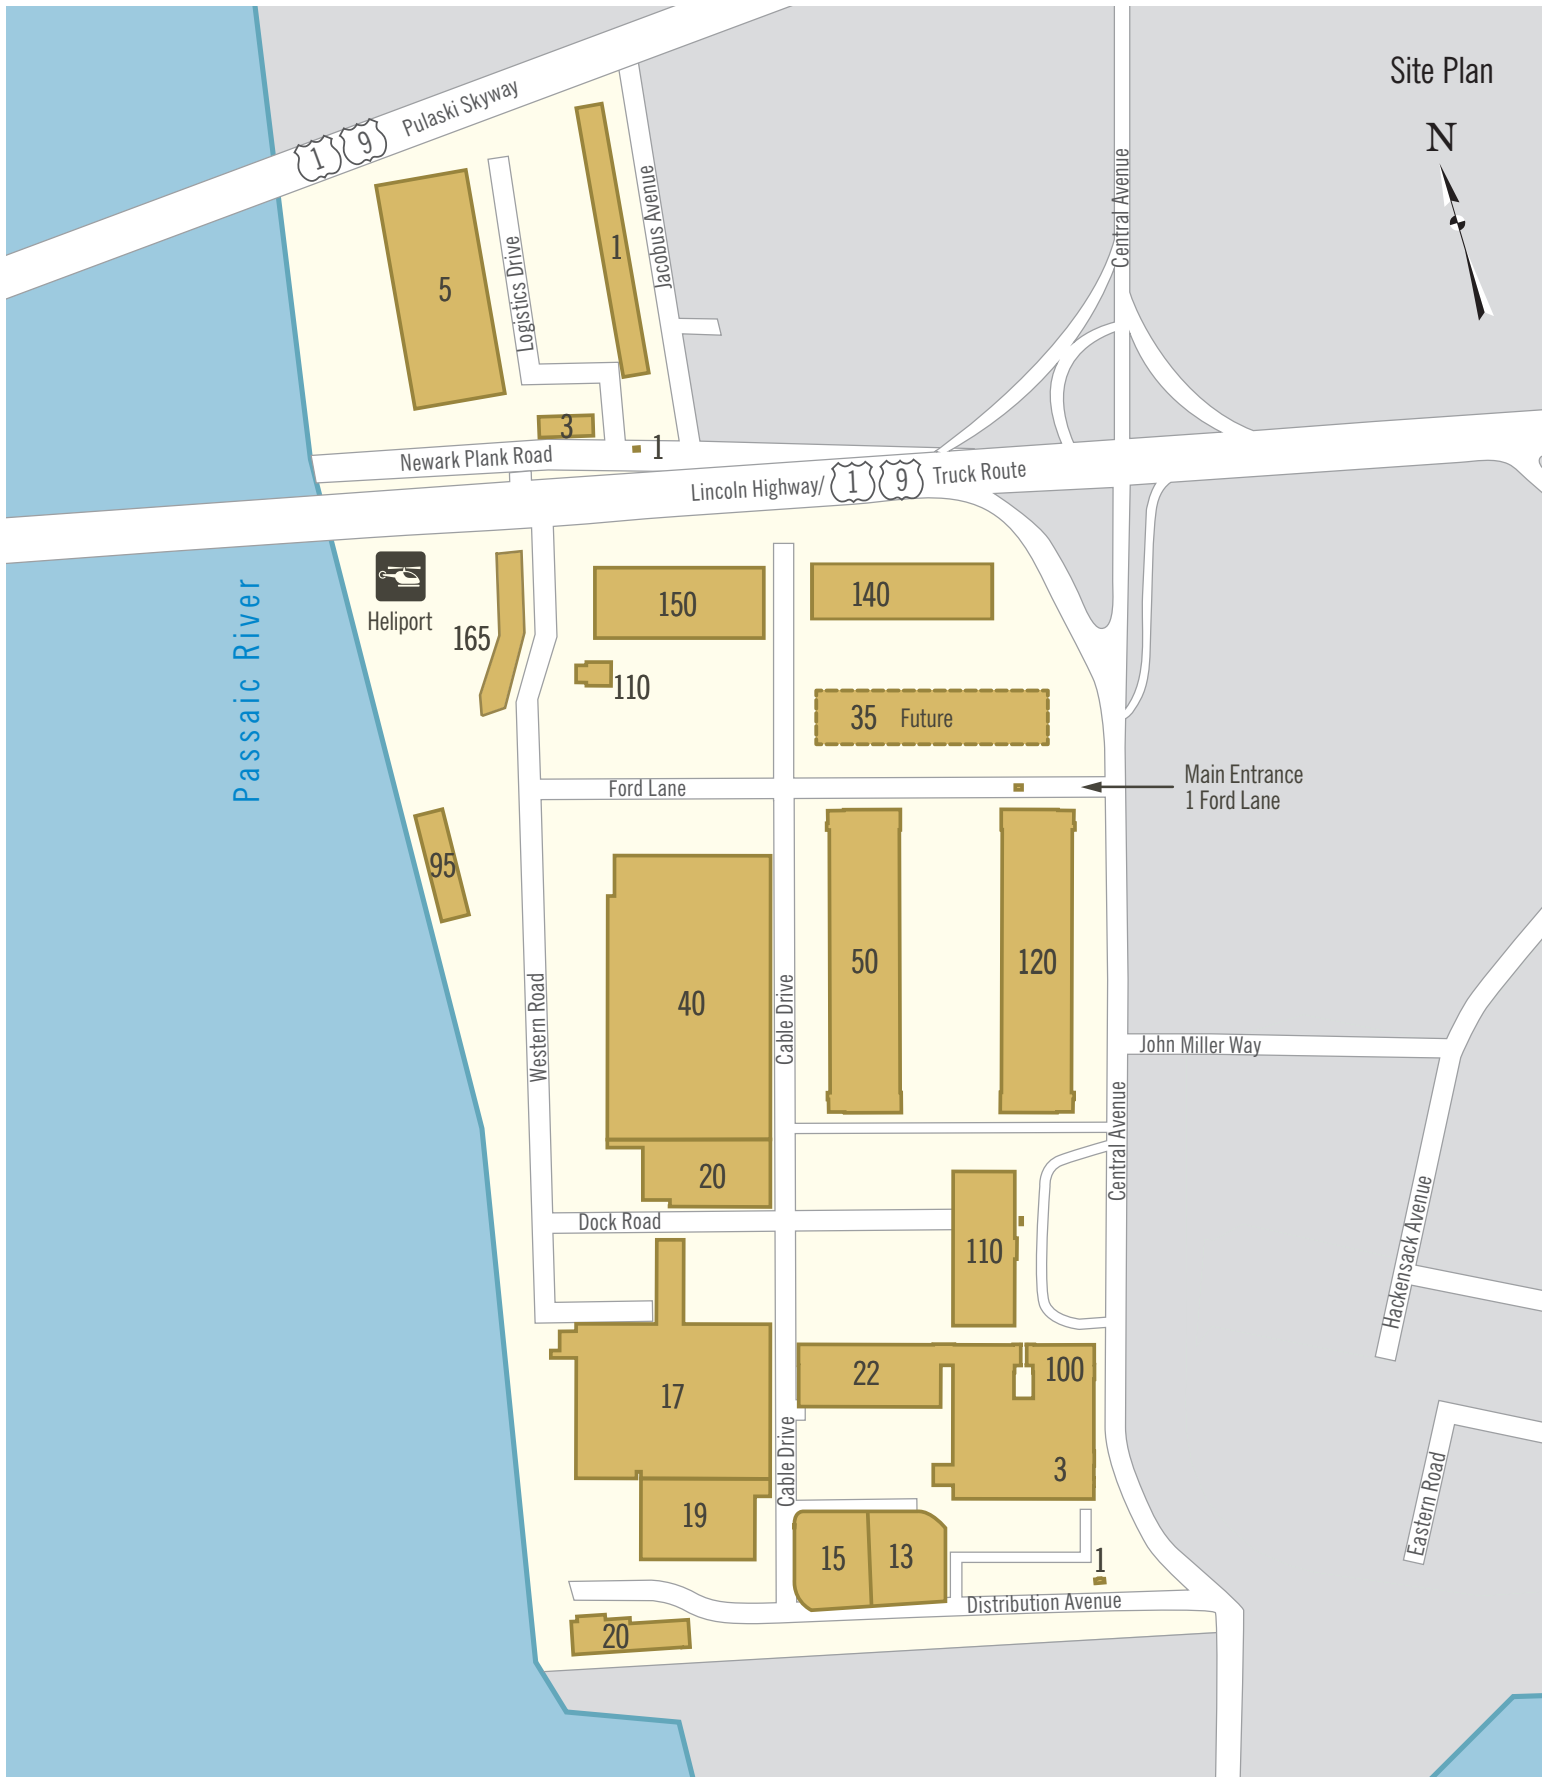 Site Plan
N
1 9 Pulaski Skyway
5
1
Logistics Drive
Jacobus Avenue
Central Avenue
3
1
Newark Plank Road
Lincoln Highway/ 1 9 Truck Route
Heliport
165
150
140
110
35 Future
Passaic River
Ford Lane
Main Entrance
1 Ford Lane
95
40
50
120
Western Road
Cable Drive
John Miller Way
Central Avenue
20
Dock Road
110
Hackensack Avenue
17
22
100
3
Cable Drive
19
15
13
1
Eastern Road
Distribution Avenue
20